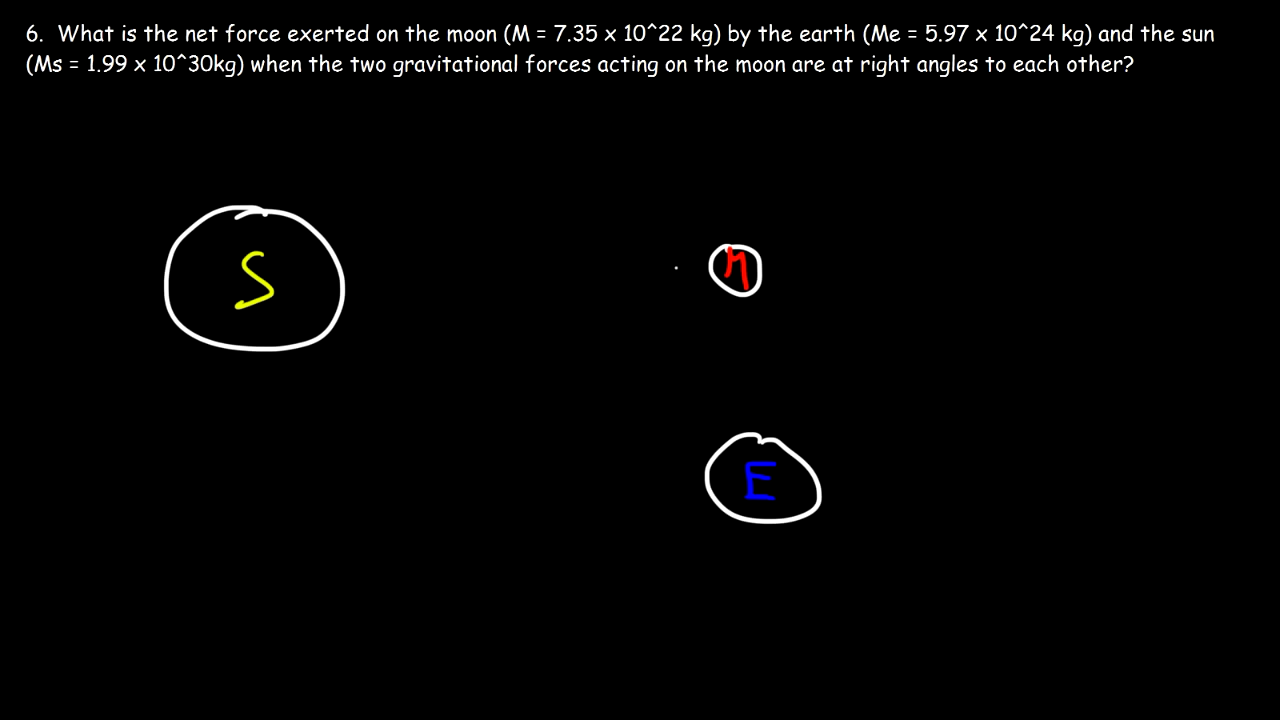 6. What is the net force exerted on the moon (M = 7.35 x 10^22 kg) by the earth (Me = 5.97 x 10^24 kg) and the sun
(Ms = 1.99 x 10^30kg) when the two gravitational forces acting on the moon are at right angles to each other?
S
M
E